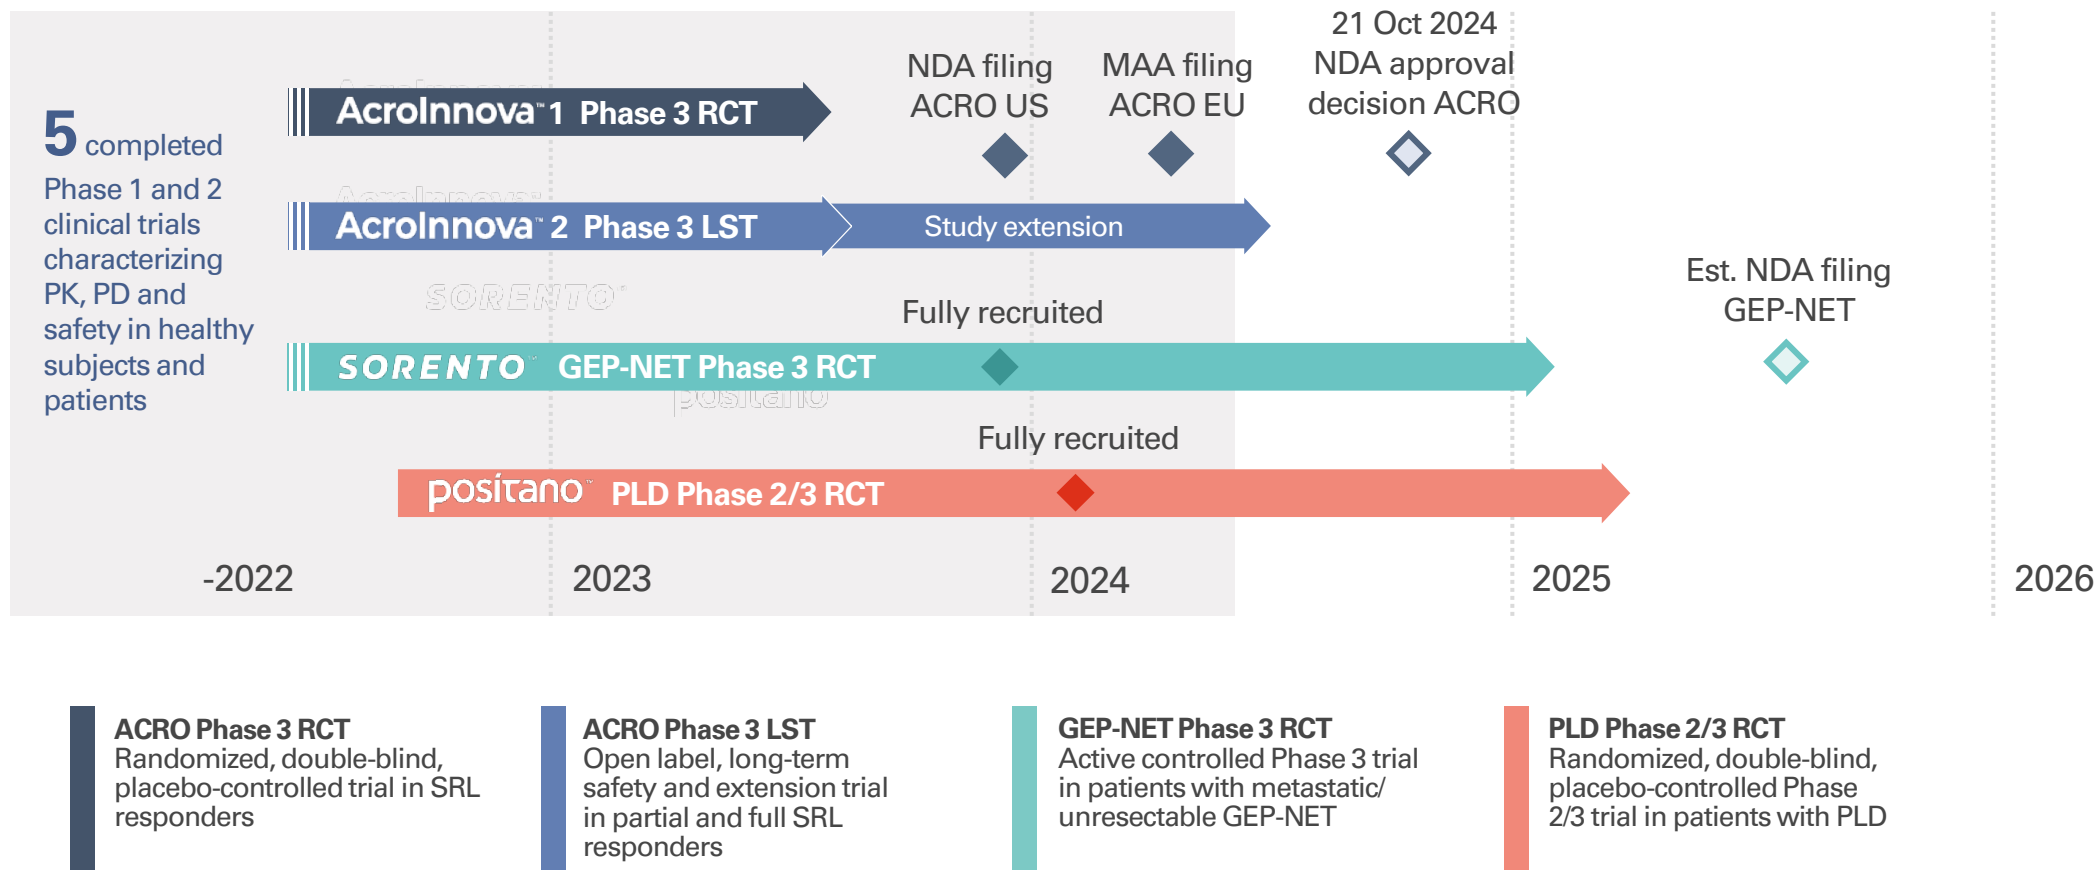 5 completed
Phase 1 and 2
clinical trials
characterizing
PK, PD and
safety in healthy
subjects and
patients
AcroInnova™ 1 Phase 3 RCT
NDA filing
ACRO US
MAA filing
ACRO EU
21 Oct 2024
NDA approval
decision ACRO
AcroInnova™ 2 Phase 3 LST
Study extension
SORENTO™
Fully recruited
Est. NDA filing
GEP-NET
SORENTO™ GEP-NET Phase 3 RCT
positano
Fully recruited
positano™ PLD Phase 2/3 RCT
-2022
2023
2024
2025
2026
ACRO Phase 3 RCT
Randomized, double-blind,
placebo-controlled trial in SRL
responders
ACRO Phase 3 LST
Open label, long-term
safety and extension trial
in partial and full SRL
responders
GEP-NET Phase 3 RCT
Active controlled Phase 3 trial
in patients with metastatic/
unresectable GEP-NET
PLD Phase 2/3 RCT
Randomized, double-blind,
placebo-controlled Phase
2/3 trial in patients with PLD